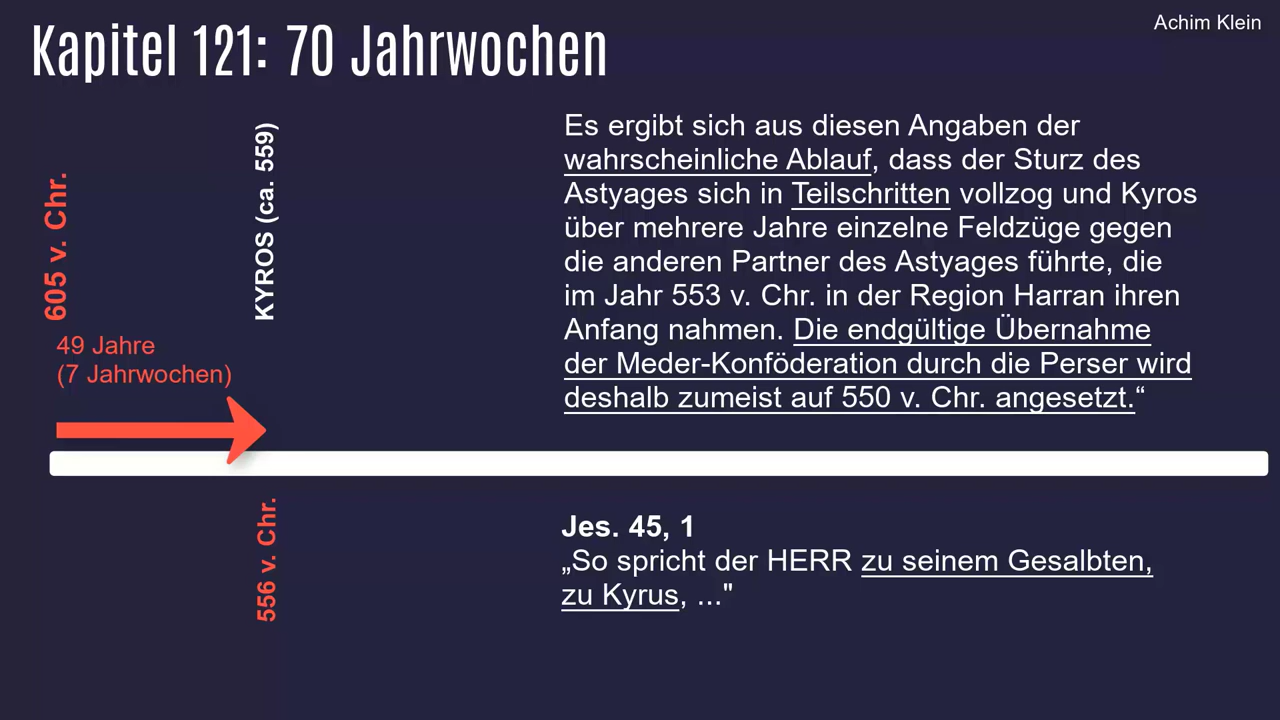 Achim Klein
Kapitel 121: 70 Jahrwochen
605 v. Chr.
KYROS (ca. 559)
49 Jahre
(7 Jahrwochen)
556 v. Chr.
Es ergibt sich aus diesen Angaben der
wahrscheinliche Ablauf, dass der Sturz des
Astyages sich in Teilschritten vollzog und Kyros
über mehrere Jahre einzelne Feldzüge gegen
die anderen Partner des Astyages führte, die
im Jahr 553 v. Chr. in der Region Harran ihren
Anfang nahmen. Die endgültige Übernahme
der Meder-Konföderation durch die Perser wird
deshalb zumeist auf 550 v. Chr. angesetzt.“
Jes. 45, 1
„So spricht der HERR zu seinem Gesalbten,
zu Kyrus, ..."